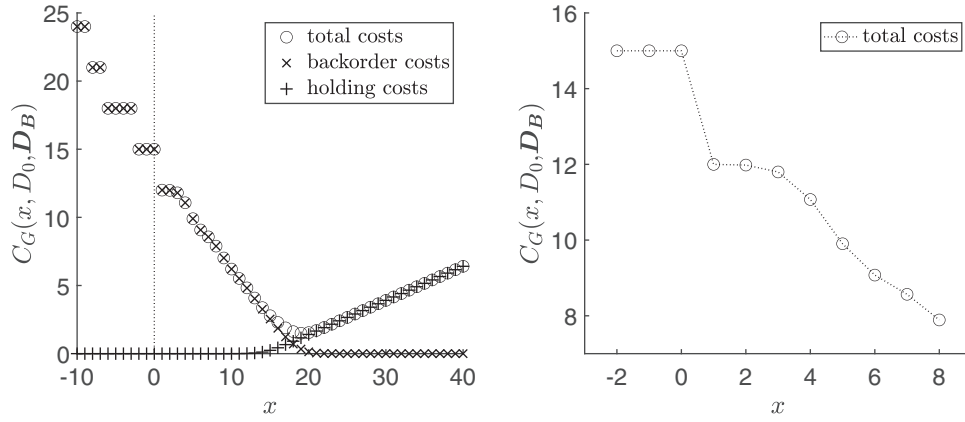 25
20
15
10
5
0
C_G(x, D_0, D_B)
total costs
backorder costs
holding costs
-10 0 10 20 30 40
x
16
14
12
10
8
C_G(x, D_0, D_B)
total costs
-2 0 2 4 6 8
x